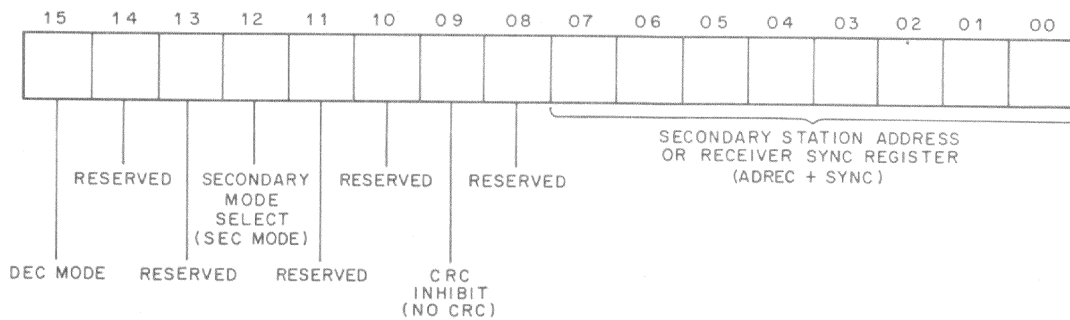 15 14 13 12 11 10 09 08 07 06 05 04 03 02 01 00
SECONDARY STATION ADDRESS
OR RECEIVER SYNC REGISTER
(ADREC + SYNC)
RESERVED
SECONDARY
MODE
SELECT
(SEC MODE)
RESERVED
RESERVED
DEC MODE
RESERVED
RESERVED
CRC
INHIBIT
(NO CRC)